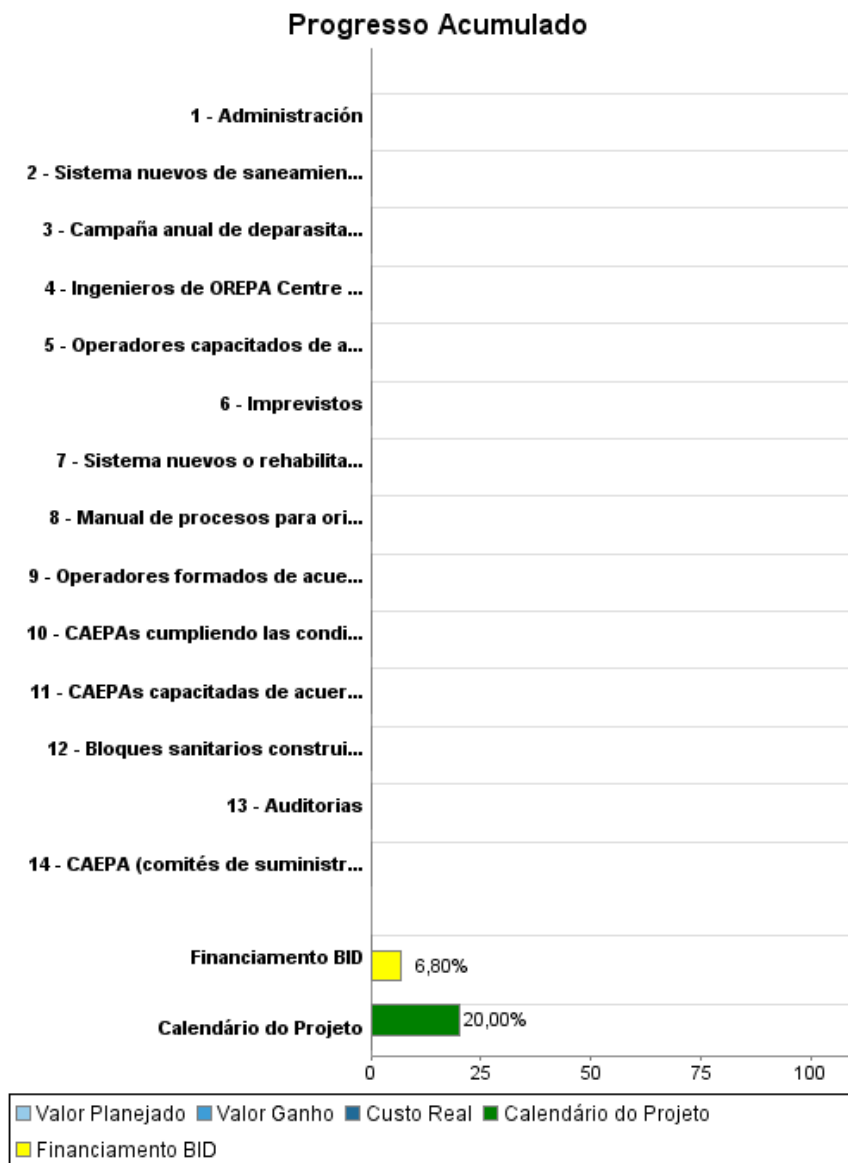 Progresso Acumulado
1 - Administración
2 - Sistema nuevos de saneamien...
3 - Campaña anual de deparasita...
4 - Ingenieros de OREPA Centre ...
5 - Operadores capacitados de a...
6 - Imprevistos
7 - Sistema nuevos o rehabilita...
8 - Manual de procesos para ori...
9 - Operadores formados de acue...
10 - CAEPAs cumpliendo las condi...
11 - CAEPAs capacitadas de acuer...
12 - Bloques sanitarios construi...
13 - Auditorias
14 - CAEPA (comités de suministr...
Financiamento BID 6,80%
Calendário do Projeto 20,00%
0 25 50 75 100
Valor Planejado Valor Ganho Custo Real Calendário do Projeto
Financiamento BID